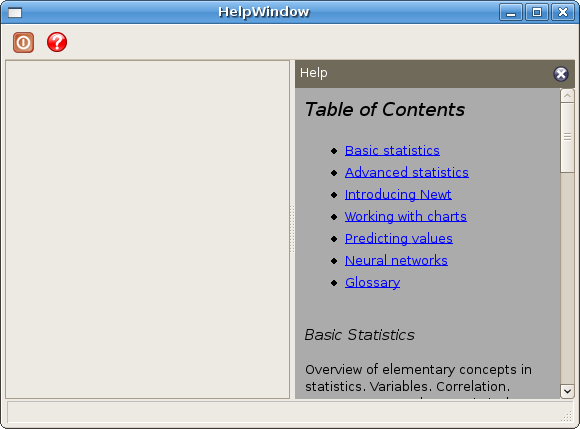 HelpWindow
Help
Table of Contents
Basic statistics
Advanced statistics
Introducing Newt
Working with charts
Predicting values
Neural networks
Glossary
Basic Statistics
Overview of elementary concepts in
statistics. Variables. Correlation.